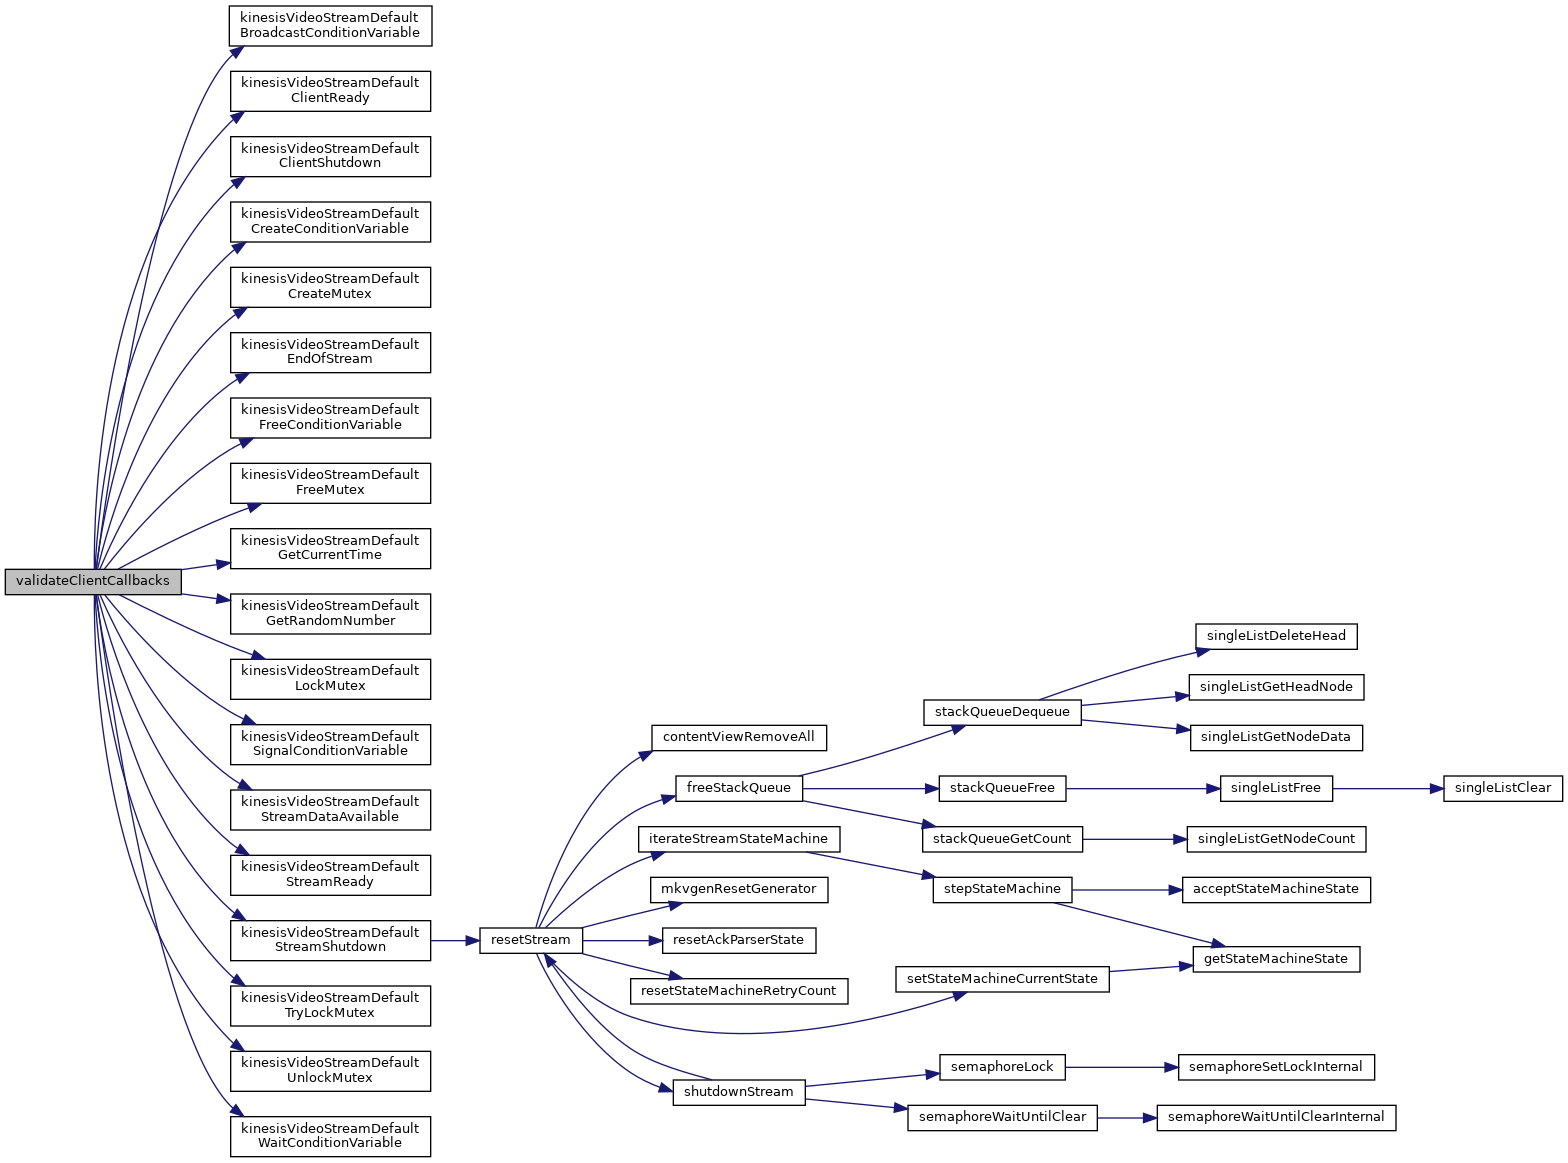 validateClientCallbacks
kinesisVideoStreamDefault
BroadcastConditionVariable
kinesisVideoStreamDefault
ClientReady
kinesisVideoStreamDefault
ClientShutdown
kinesisVideoStreamDefault
CreateConditionVariable
kinesisVideoStreamDefault
CreateMutex
kinesisVideoStreamDefault
EndOfStream
kinesisVideoStreamDefault
FreeConditionVariable
kinesisVideoStreamDefault
FreeMutex
kinesisVideoStreamDefault
GetCurrentTime
kinesisVideoStreamDefault
GetRandomNumber
kinesisVideoStreamDefault
LockMutex
kinesisVideoStreamDefault
SignalConditionVariable
kinesisVideoStreamDefault
StreamDataAvailable
kinesisVideoStreamDefault
StreamReady
kinesisVideoStreamDefault
StreamShutdown
kinesisVideoStreamDefault
TryLockMutex
kinesisVideoStreamDefault
UnlockMutex
kinesisVideoStreamDefault
WaitConditionVariable
resetStream
contentViewRemoveAll
freeStackQueue
iterateStreamStateMachine
mkvgenResetGenerator
resetAckParserState
resetStateMachineRetryCount
setStateMachineCurrentState
shutdownStream
stackQueueDequeue
stackQueueFree
stackQueueGetCount
stepStateMachine
semaphoreLock
semaphoreWaitUntilClear
singleListDeleteHead
singleListGetHeadNode
singleListGetNodeData
singleListFree
singleListClear
singleListGetNodeCount
acceptStateMachineState
getStateMachineState
semaphoreSetLockInternal
semaphoreWaitUntilClearInternal